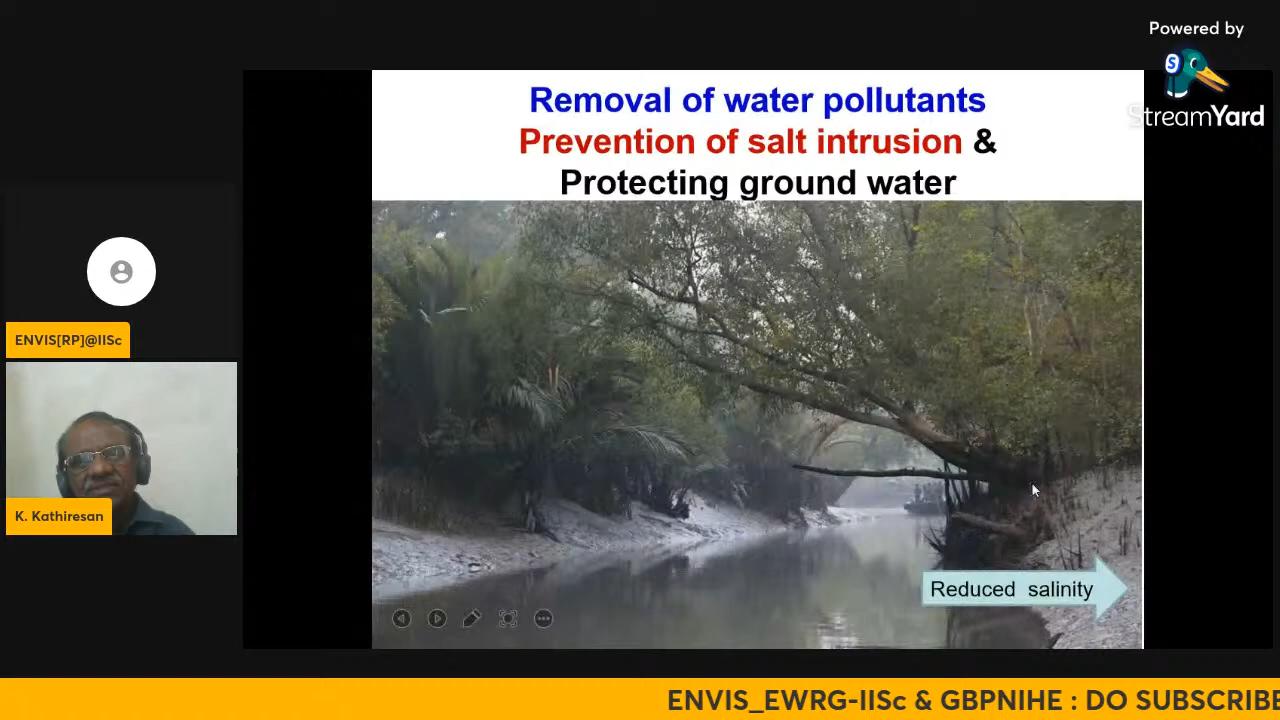 Powered by
StreamYard
Removal of water pollutants
Prevention of salt intrusion &
Protecting ground water
ENVIS[RP]@IISc
K. Kathiresan
Reduced salinity
ENVIS_EWRG-IISc & GBPNIHE : DO SUBSCRIBE